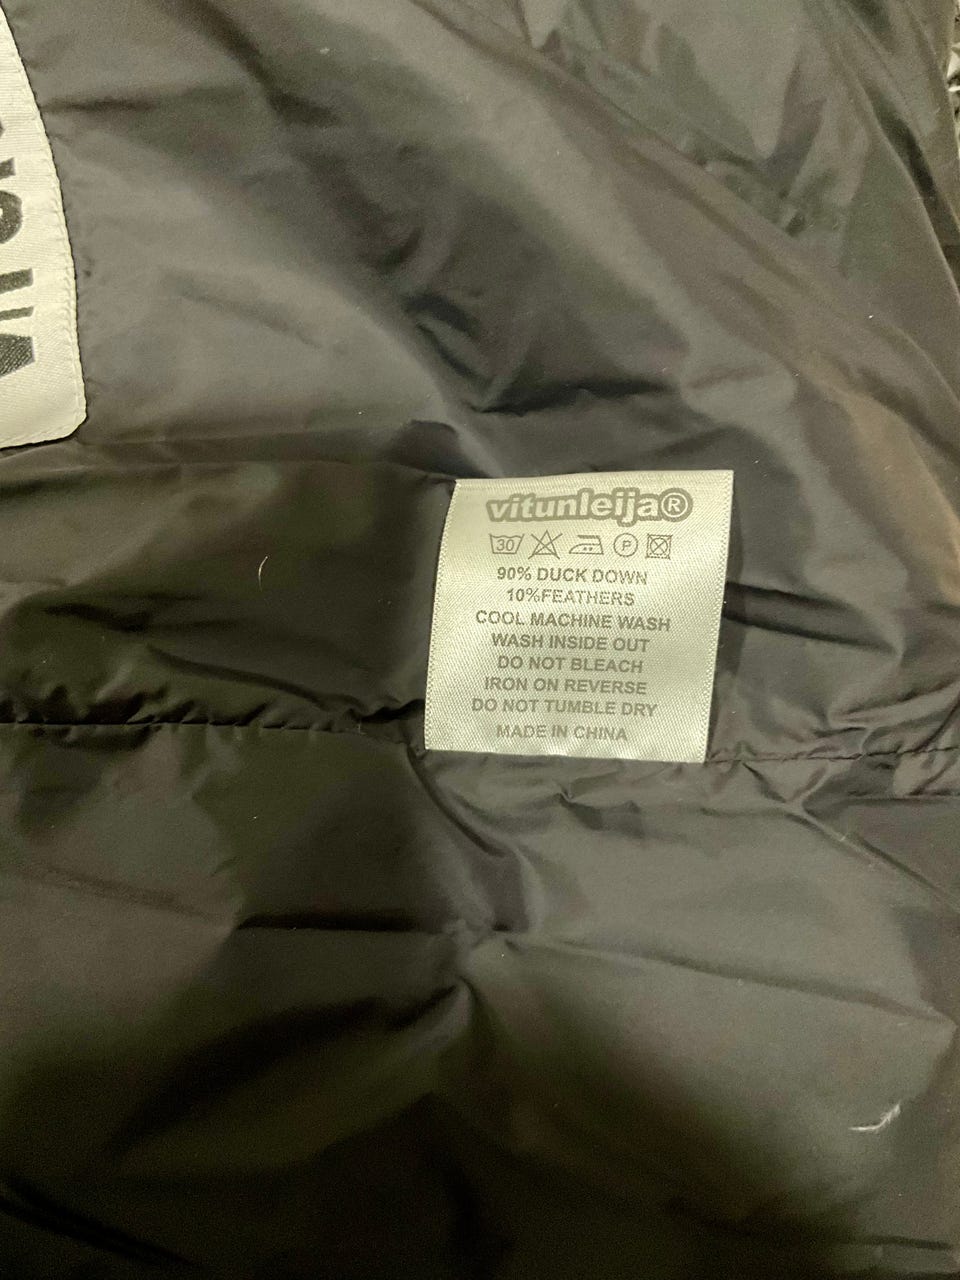 vitunleija®
30 P
90% DUCK DOWN
10%FEATHERS
COOL MACHINE WASH
WASH INSIDE OUT
DO NOT BLEACH
IRON ON REVERSE
DO NOT TUMBLE DRY
MADE IN CHINA